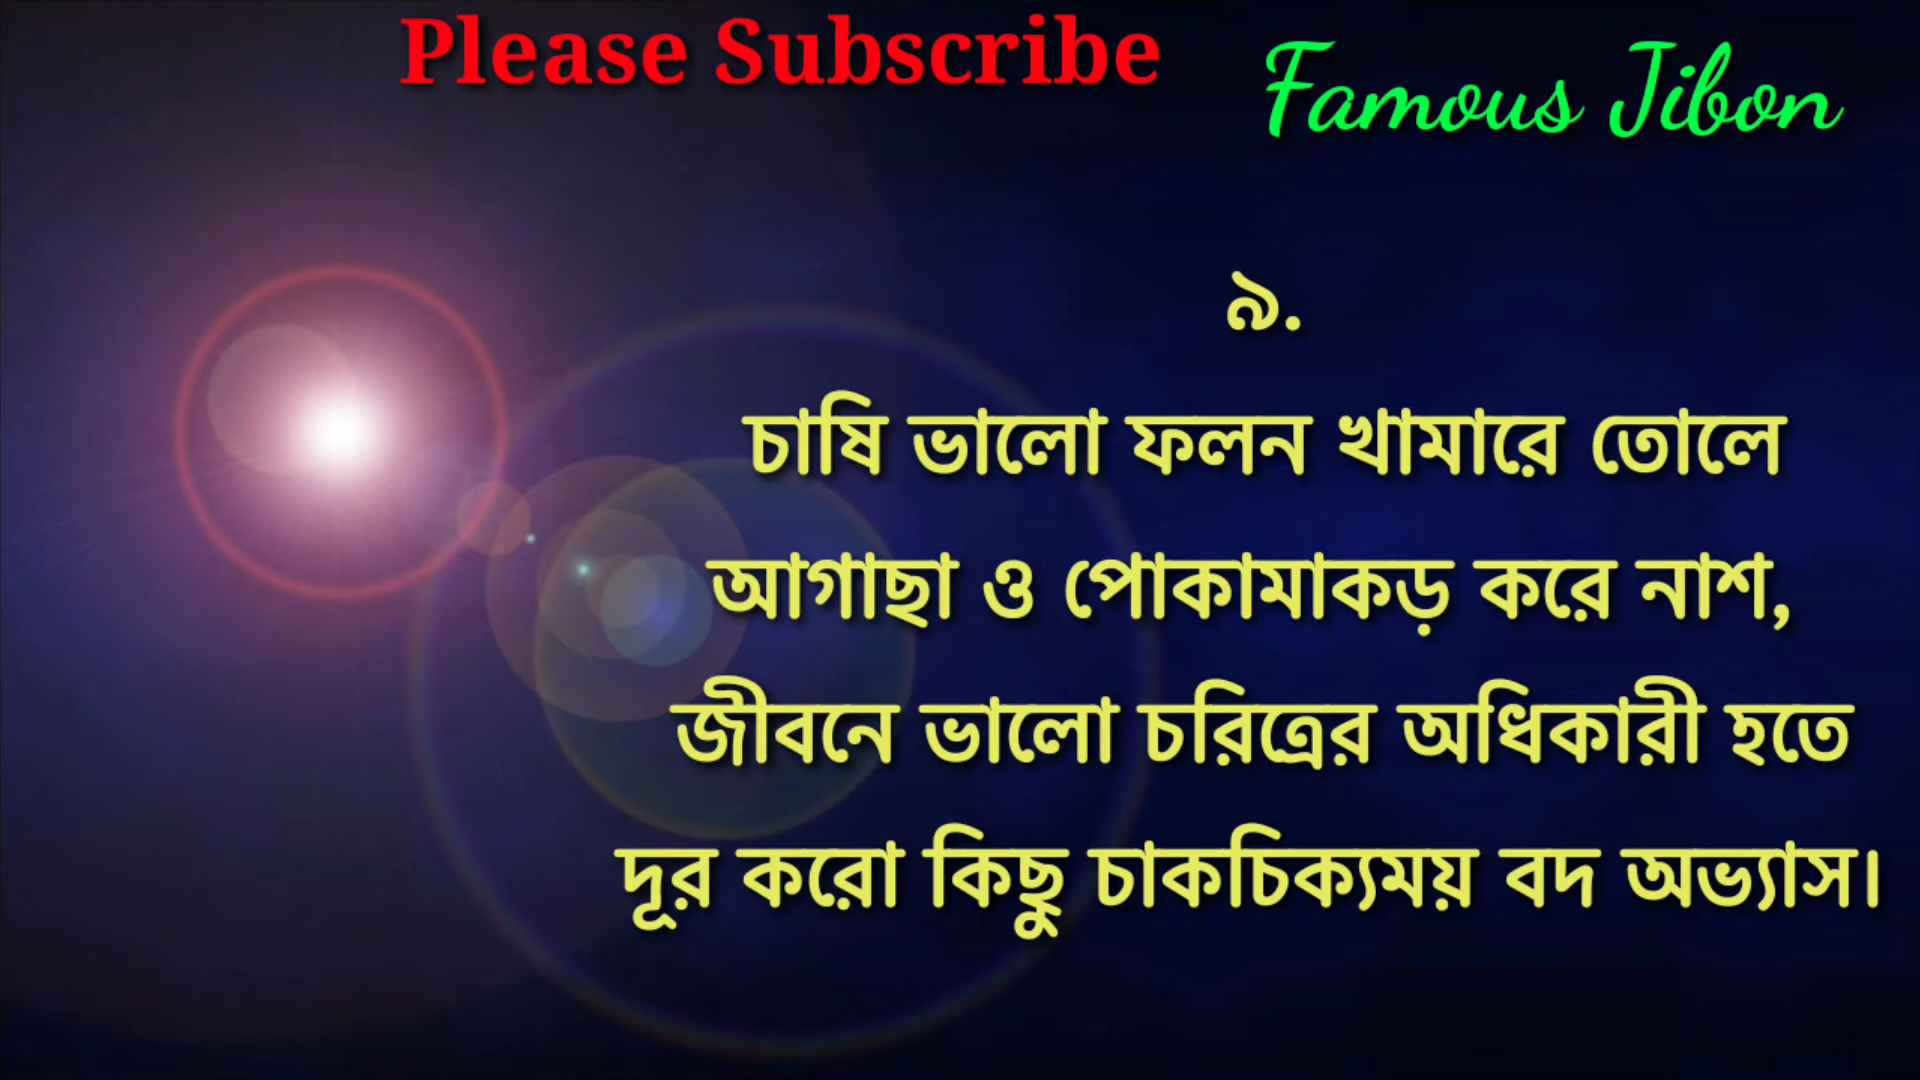 Please Subscribe
Famous Jibon
৯.
চাষি ভালো ফলন খামারে তোলে
আগাছা ও পোকামাকড় করে নাশ,
জীবনে ভালো চরিত্রের অধিকারী হতে
দূর করো কিছু চাকচিক্যময় বদ অভ্যাস।